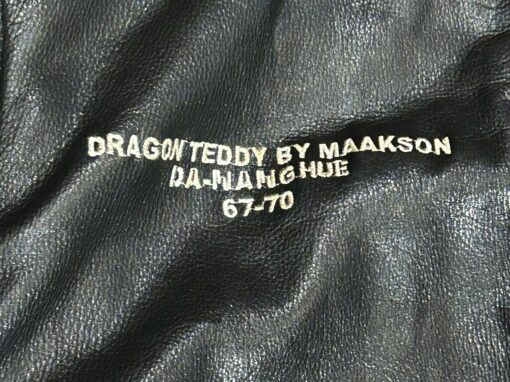 DRAGON TEDDY BY MAAKSON
DA-NANG HUE
67-70